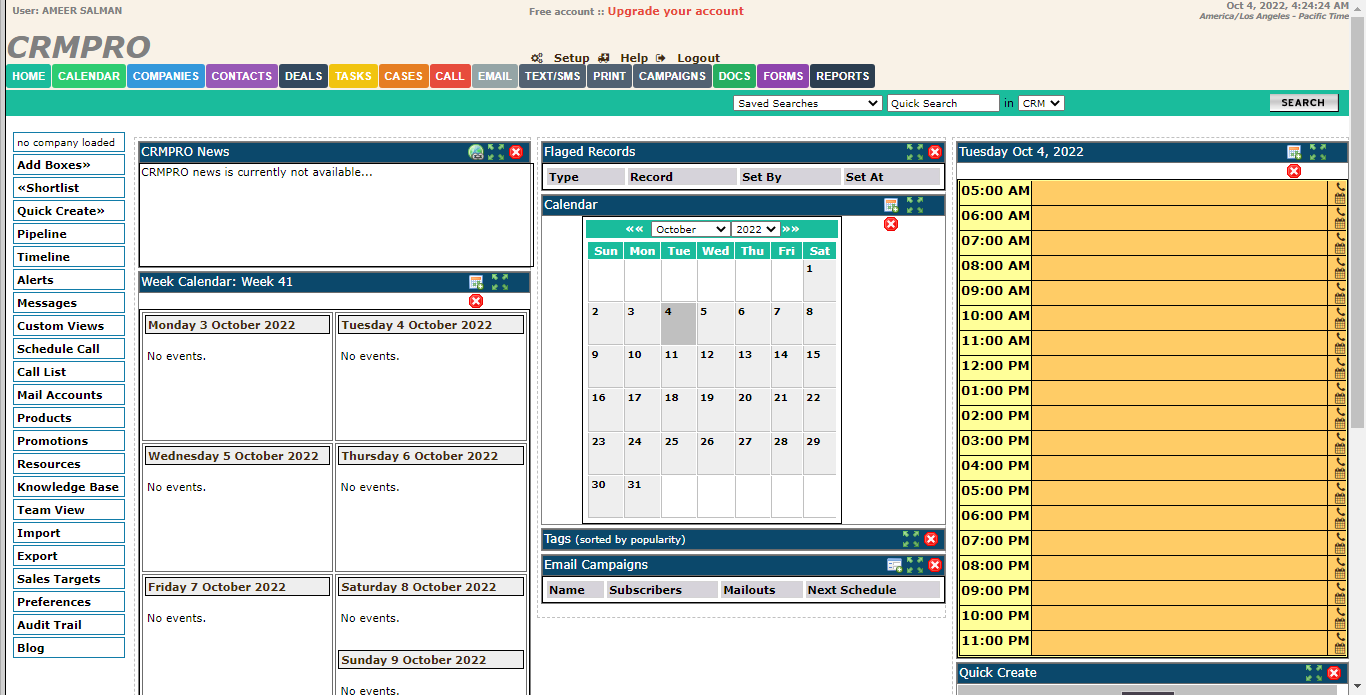 User: AMEER SALMAN
Free account :: Upgrade your account
Oct 4, 2022, 4:24:24 AM
America/Los Angeles - Pacific Time
CRMPRO
Setup Help Logout
HOME CALENDAR COMPANIES CONTACTS DEALS TASKS CASES CALL EMAIL TEXT/SMS PRINT CAMPAIGNS DOCS FORMS REPORTS
Saved Searches Quick Search in CRM SEARCH
no company loaded
Add Boxes»
«Shortlist
Quick Create»
Pipeline
Timeline
Alerts
Messages
Custom Views
Schedule Call
Call List
Mail Accounts
Products
Promotions
Resources
Knowledge Base
Team View
Import
Export
Sales Targets
Preferences
Audit Trail
Blog
CRMPRO News
CRMPRO news is currently not available...
Week Calendar: Week 41
Monday 3 October 2022
No events.
Tuesday 4 October 2022
No events.
Wednesday 5 October 2022
No events.
Thursday 6 October 2022
No events.
Friday 7 October 2022
No events.
Saturday 8 October 2022
No events.
Sunday 9 October 2022
No events.
Flaged Records
Type Record Set By Set At
Calendar
«« October 2022 »»
Sun Mon Tue Wed Thu Fri Sat
1
2 3 4 5 6 7 8
9 10 11 12 13 14 15
16 17 18 19 20 21 22
23 24 25 26 27 28 29
30 31
Tags (sorted by popularity)
Email Campaigns
Name Subscribers Mailouts Next Schedule
Tuesday Oct 4, 2022
05:00 AM
06:00 AM
07:00 AM
08:00 AM
09:00 AM
10:00 AM
11:00 AM
12:00 PM
01:00 PM
02:00 PM
03:00 PM
04:00 PM
05:00 PM
06:00 PM
07:00 PM
08:00 PM
09:00 PM
10:00 PM
11:00 PM
Quick Create